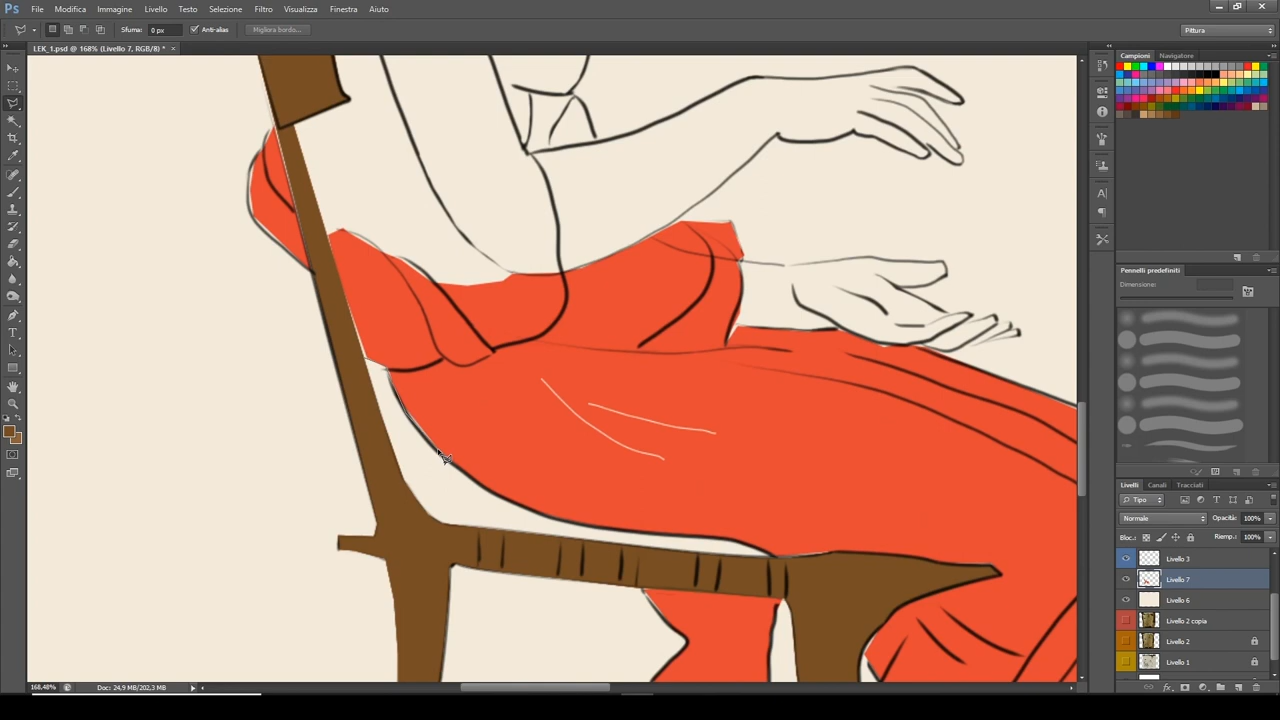 Ps File Modifica Immagine Livello Testo Selezione Filtro Visualizza Finestra Aiuto
Sfuma: 0 px Anti-alias Migliora bordo... Pittura
LEK_1.psd @ 168% (Livello 7, RGB/8) *
Campioni Navigatore
Pennelli predefiniti
Dimensione:
Livelli Canali Tracciati
Tipo
Normale Opacità: 100%
Bloc.: Riemp.: 100%
Livello 3
Livello 7
Livello 6
Livello 2 copia
Livello 2
Livello 1
168,48% Doc: 24,9 MB/202,3 MB